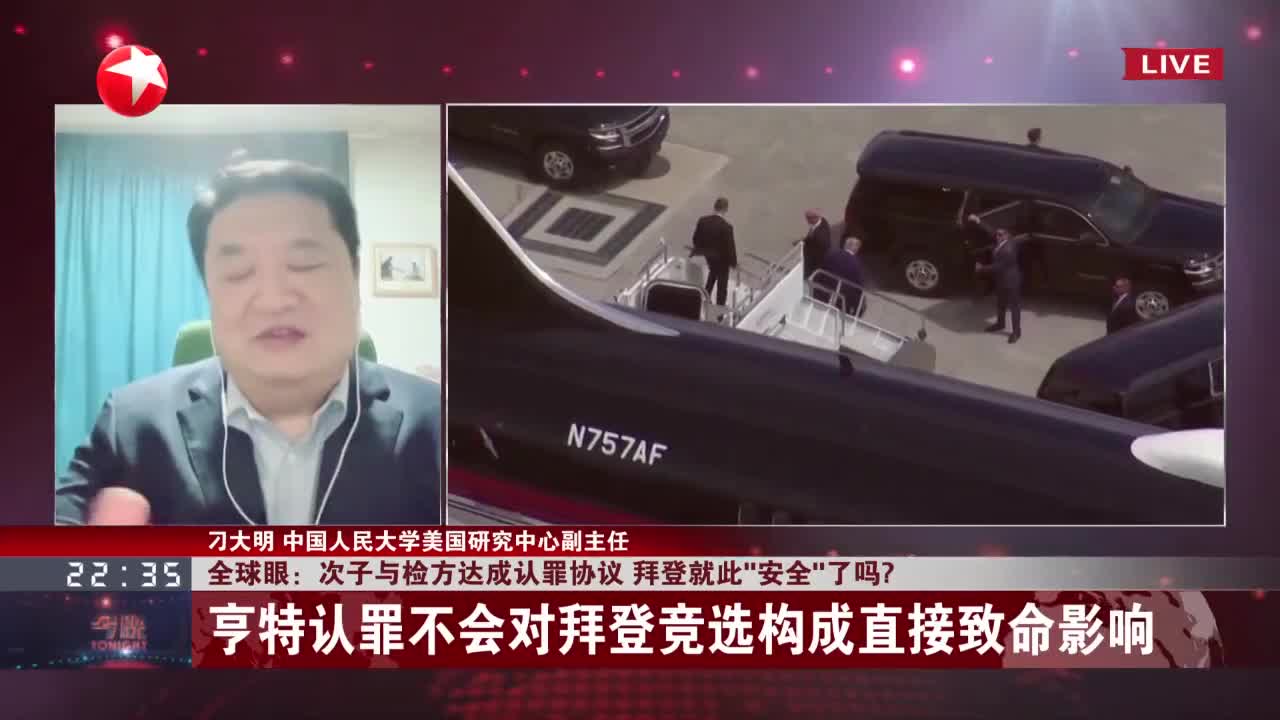 LIVE
N757AF
刁大明 中国人民大学美国研究中心副主任
22:35
全球眼：次子与检方达成认罪协议 拜登就此"安全"了吗?
亨特认罪不会对拜登竞选构成直接致命影响
今晚
TONIGHT